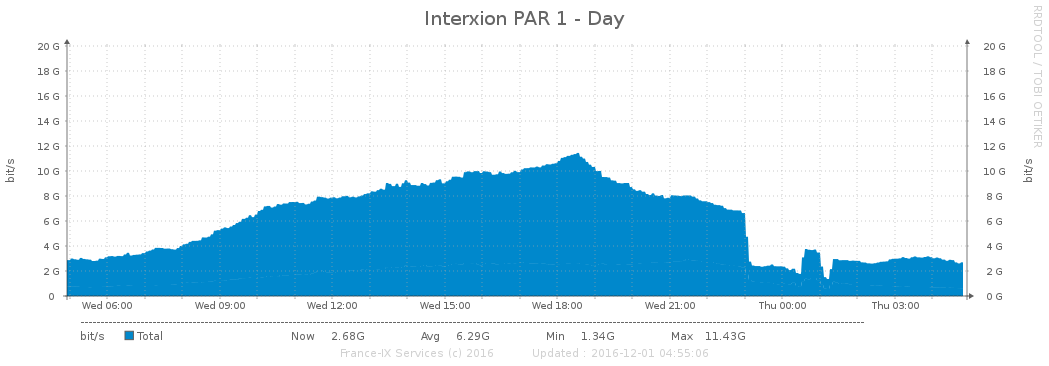 Interxion PAR 1 - Day
RRDTOOL / TOBI OETIKER
bit/s
bit/s
20 G 20 G
18 G 18 G
16 G 16 G
14 G 14 G
12 G 12 G
10 G 10 G
8 G 8 G
6 G 6 G
4 G 4 G
2 G 2 G
0 0 G
Wed 06:00 Wed 09:00 Wed 12:00 Wed 15:00 Wed 18:00 Wed 21:00 Thu 00:00 Thu 03:00
bit/s Total Now 2.68G Avg 6.29G Min 1.34G Max 11.43G
France-IX Services (c) 2016 Updated : 2016-12-01 04:55:06